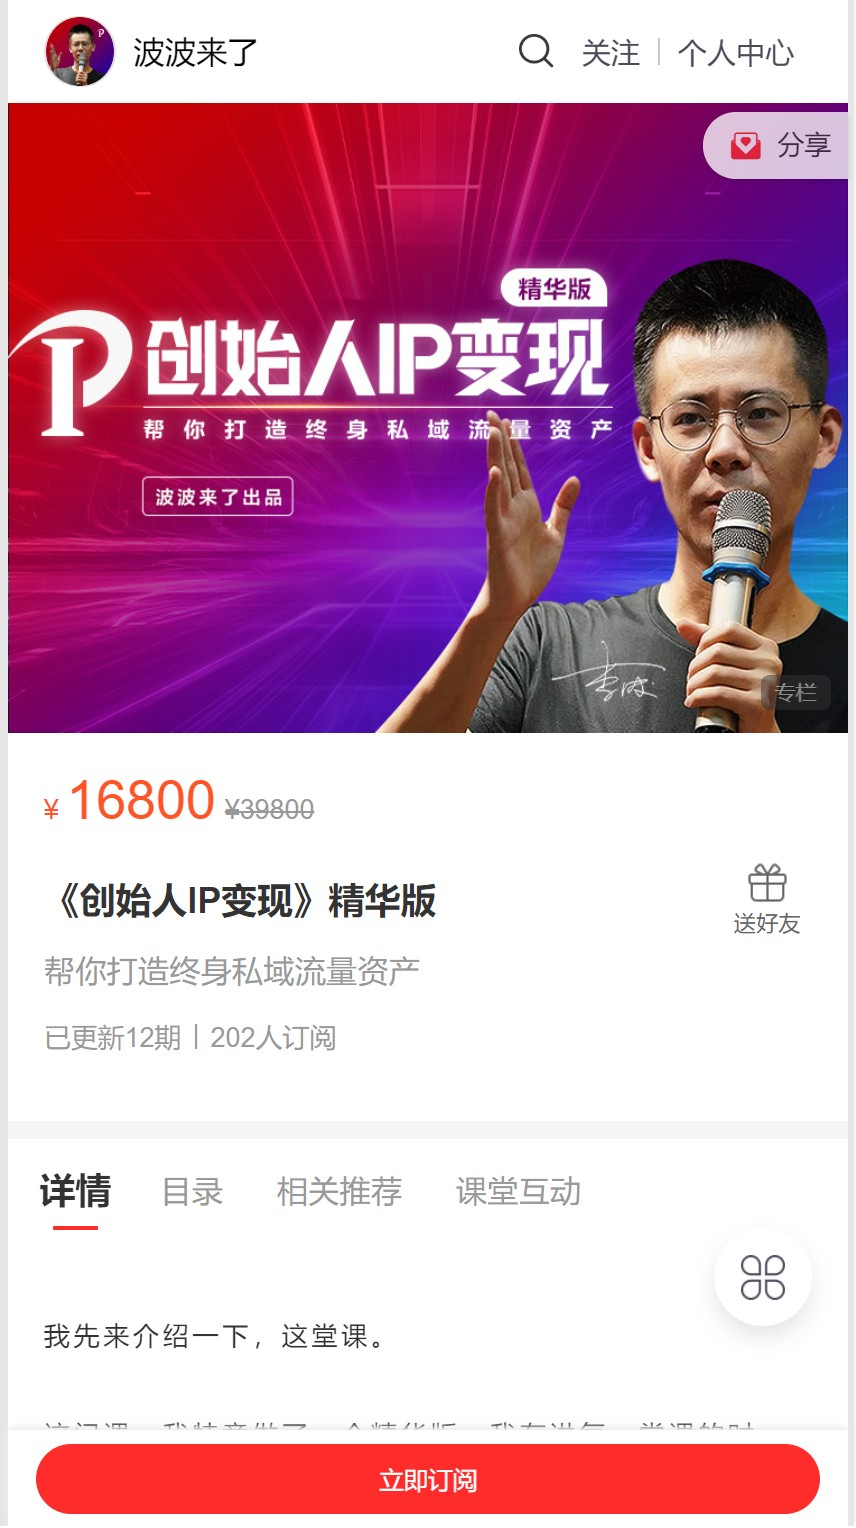 波波来了
关注
个人中心
分享
精华版
创始人IP变现
帮你打造终身私域流量资产
波波来了出品
专栏
¥ 16800 ¥39800
《创始人IP变现》精华版
送好友
帮你打造终身私域流量资产
已更新12期 | 202人订阅
详情 目录 相关推荐 课堂互动
我先来介绍一下，这堂课。
立即订阅